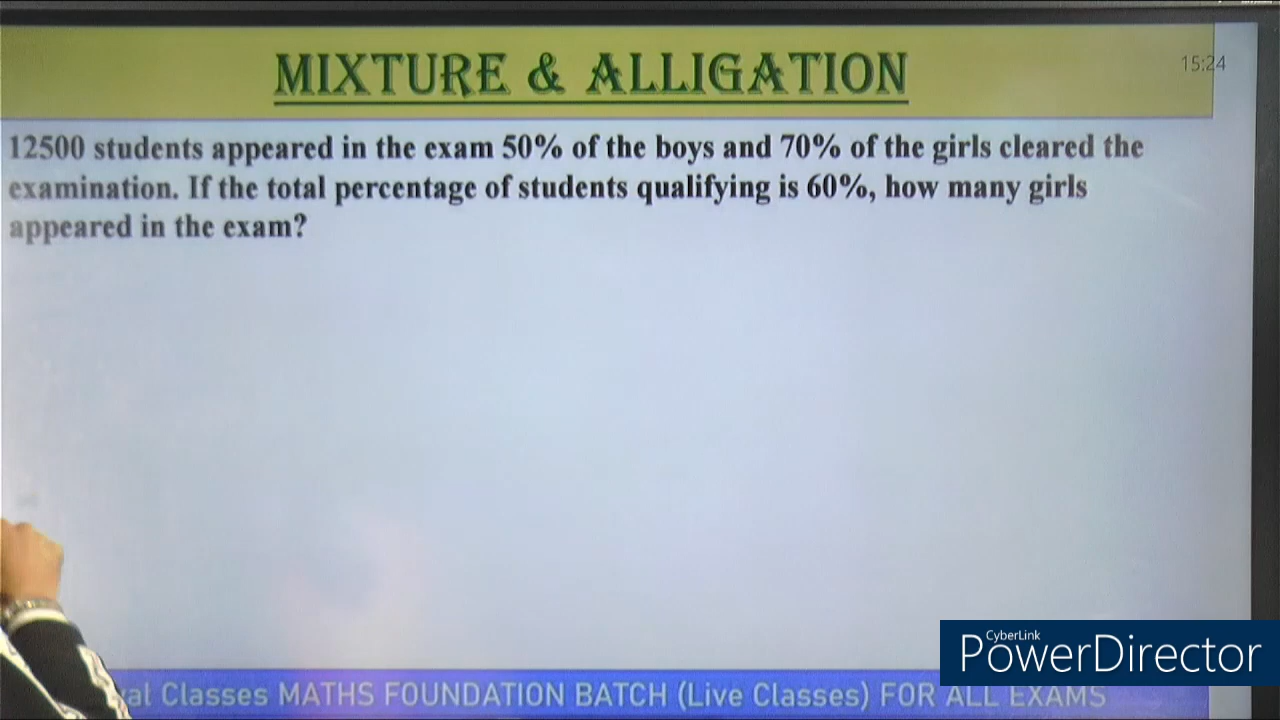 MIXTURE & ALLIGATION
15:24
12500 students appeared in the exam 50% of the boys and 70% of the girls cleared the
examination. If the total percentage of students qualifying is 60%, how many girls
appeared in the exam?
CyberLink
PowerDirector
Classes MATHS FOUNDATION BATCH (Live Classes) FOR ALL EXAMS